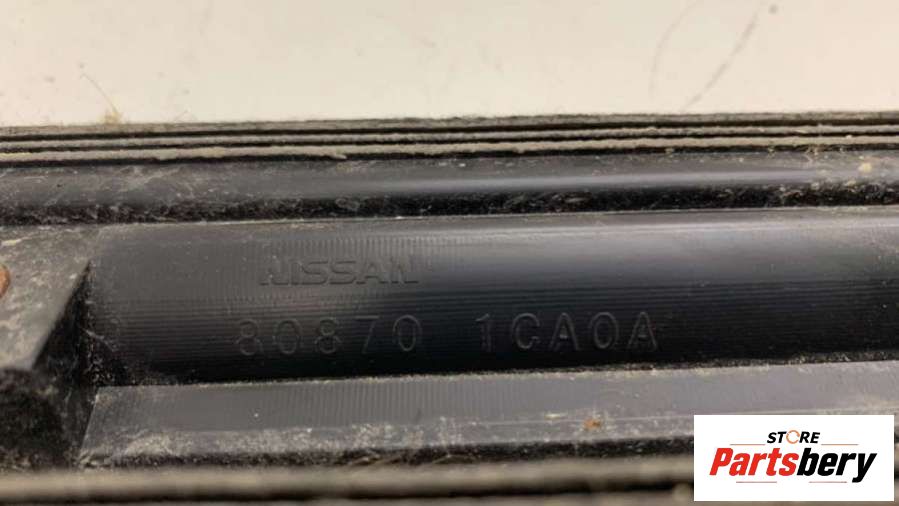 NISSAN
80870 1CA0A
STORE
Partsbery